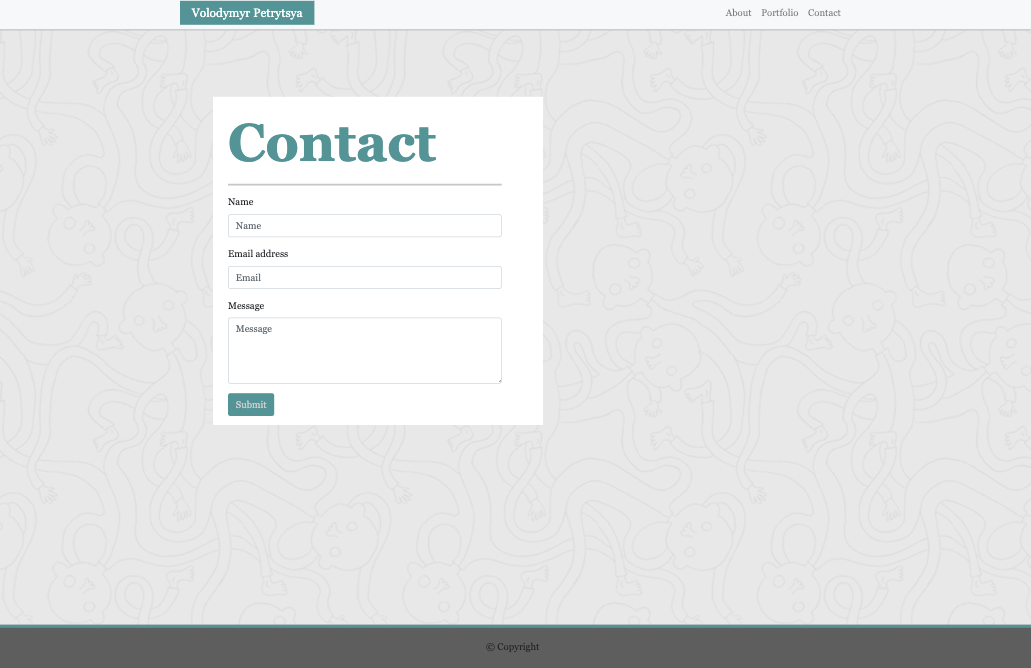 Volodymyr Petrytsya
About Portfolio Contact
Contact
Name
Name
Email address
Email
Message
Message
Submit
© Copyright